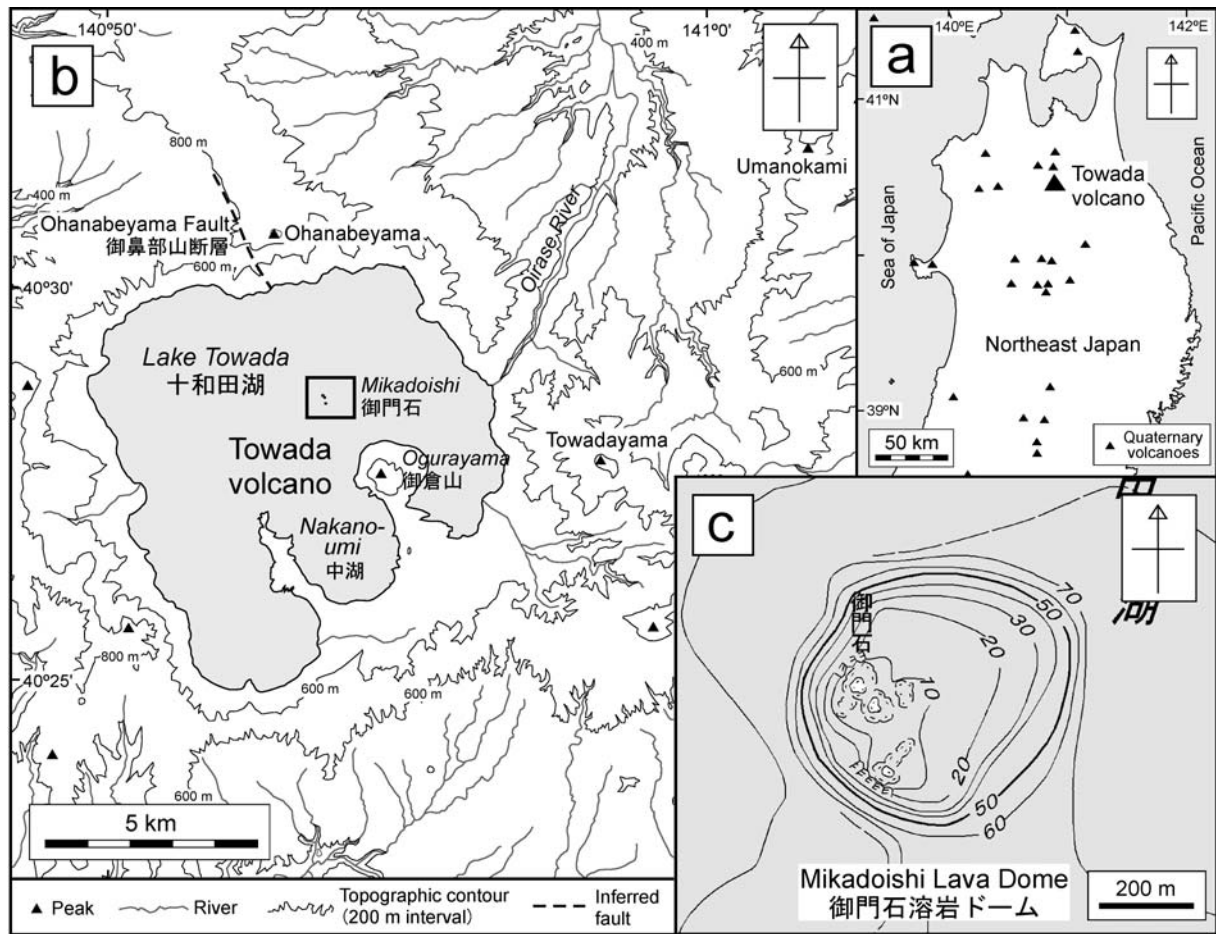 140º50'
141º0'
b
400 m
800 m
400 m
Umanokami
Ohanabeyama Fault
御鼻部山断層
Ohanabeyama
600 m
Oirase River
40º30'
Lake Towada
十和田湖
Mikadoishi
御門石
600 m
Towada
volcano
Ogurayama
御倉山
Towadayama
Nakano-
umi
中湖
800 m
40º25'
600 m
600 m
600 m
5 km
Peak
River
Topographic contour
(200 m interval)
Inferred
fault
140ºE
142ºE
a
41ºN
Towada
volcano
Sea of Japan
Pacific Ocean
Northeast Japan
39ºN
50 km
Quaternary
volcanoes
c
田
湖
御門石
70
50
30
20
10
20
50
60
Mikadoishi Lava Dome
御門石溶岩ドーム
200 m